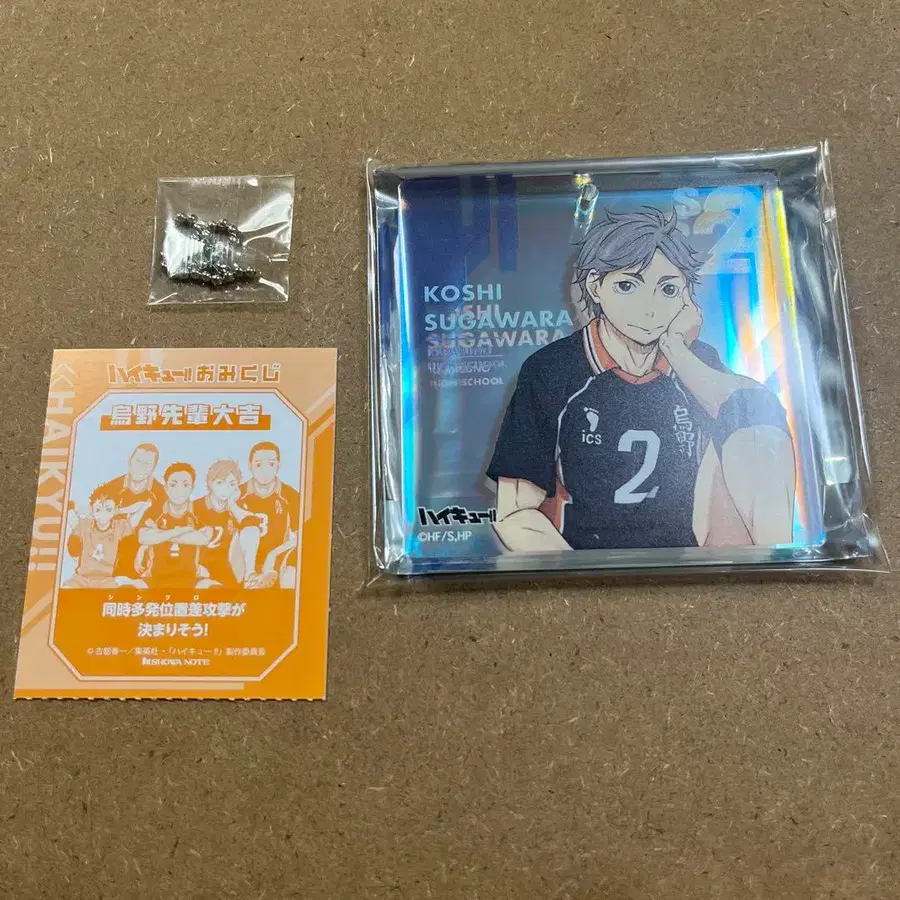 ハイキュー!!おみくじ
烏野先輩大吉
<<HAIKYU!!
4
シンクロ
同時多発位置差攻撃が
決まりそう!
©古舘春一/集英社・「ハイキュー!!」製作委員会
SHOWA NOTE
S
2
KOSHI
SUGAWARA
SUGAWARA
HIGH SCHOOL
ics
烏野
2
ハイキュー!!
©HF/S,HP